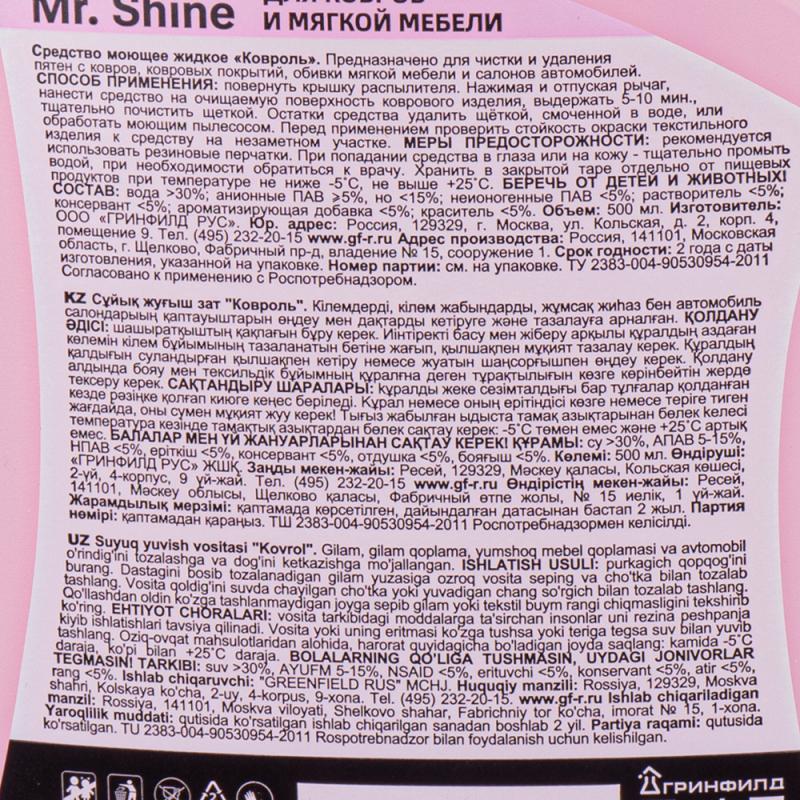 Mr. Shine
ДЛЯ КОВРОВ
И МЯГКОЙ МЕБЕЛИ
Средство моющее жидкое «Ковроль». Предназначено для чистки и удаления
пятен с ковров, ковровых покрытий, обивки мягкой мебели и салонов автомобилей.
СПОСОБ ПРИМЕНЕНИЯ: повернуть крышку распылителя. Нажимая и отпуская рычаг,
нанести средство на очищаемую поверхность коврового изделия, выдержать 5-10 мин.,
тщательно почистить щеткой. Остатки средства удалить щёткой, смоченной в воде, или
обработать моющим пылесосом. Перед применением проверить стойкость окраски текстильного
изделия к средству на незаметном участке. МЕРЫ ПРЕДОСТОРОЖНОСТИ: рекомендуется
использовать резиновые перчатки. При попадании средства в глаза или на кожу - тщательно промыть
водой, при необходимости обратиться к врачу. Хранить в закрытой таре отдельно от пищевых
продуктов при температуре не ниже -5˚С, не выше +25˚С. БЕРЕЧЬ ОТ ДЕТЕЙ И ЖИВОТНЫХ!
СОСТАВ: вода >30%; анионные ПАВ ⩾5%, но <15%; неионогенные ПАВ <5%; растворитель <5%;
консервант <5%; ароматизирующая добавка <5%; краситель <5%. Объем: 500 мл. Изготовитель:
ООО «ГРИНФИЛД РУС». Юр. адрес: Россия, 129329, г. Москва, ул. Кольская, д. 2, корп. 4,
помещение 9. Тел. (495) 232-20-15 www.gf-r.ru Адрес производства: Россия, 141101, Московская
область, г. Щелково, Фабричный пр-д, владение № 15, сооружение 1. Срок годности: 2 года с даты
изготовления, указанной на упаковке. Номер партии: см. на упаковке. ТУ 2383-004-90530954-2011
Согласовано к применению с Роспотребнадзором.
KZ Сұйық жуғыш зат "Ковроль". Кілемдерді, кілем жабындарды, жұмсақ жиһаз бен автомобиль
салондарының қаптауыштарын өңдеу мен дақтарды кетіруге және тазалауға арналған. ҚОЛДАНУ
ӘДІСІ: шашыратқыштың қақпағын бұру керек. Иінтіректі басу мен жіберу арқылы құралдың аздаған
көлемін кілем бұйымының тазаланатын бетіне жағып, қылшақпен мұқият тазалау керек. Құралдың
қалдығын суландырған қылшақпен кетіру немесе жуатын шаңсорғышпен өңдеу керек. Қолдану
алдында бояу мен тексильдік бұйымның құралғна деген тұрақтылығын көзге көрінбейтін жерде
тексеру керек. САҚТАНДЫРУ ШАРАЛАРЫ: Құралды жеке сезімталдығы бар тұлғалар қолданған
кезде рәзіңке қолғап киюге кеңес беріледі. Құрал немесе оның ерітіндісі көзге немесе теріге тиген
жағдайда, оны сумен мұқият жуу керек! Тығыз жабылған ыдыста тамақ азықтарынан бөлек келесі
температура кезінде тамақтық азықтардан бөлек сақтау керек: -5˚С төмен емес және +25˚С артық
емес. БАЛАЛАР МЕН ҮЙ ЖАНУАРЛАРЫНАН САҚТАУ КЕРЕК! ҚҰРАМЫ: су >30%, АПАВ 5-15%,
НПАВ <5%, еріткіш <5%, консервант <5%, отдушка <5%, бояғыш <5%. Көлемі: 500 мл. Өндіруші:
«ГРИНФИЛД РУС» ЖШҚ. Заңды мекен-жайы: Ресей, 129329, Мәскеу қаласы, Кольская көшесі,
2-үй, 4-корпус, 9 үй-жай. Тел. (495) 232-20-15 www.gf-r.ru Өндірістің мекен-жайы: Ресей,
141101, Мәскеу облысы, Щелково қаласы, Фабричный өтпе жолы, № 15 иелік, 1 үй-жай.
Жарамдылық мерзімі: қаптамада көрсетілген, дайындалған датасынан бастап 2 жыл. Партия
нөмірі: қаптамадан қараңыз. ТШ 2383-004-90530954-2011 Роспотребнадзормен келісілді.
UZ Suyuq yuvish vositasi "Kovrol". Gilam, gilam qoplama, yumshoq mebel qoplamasi va avtomobil
o'rindig'ini tozalashga va dog'ini ketkazishga mo'jallangan. ISHLATISH USULI: purkagich qopqog'ini
burang. Dastagini bosib tozalanadigan gilam yuzasiga ozroq vosita seping va cho'tka bilan tozalab
tashlang. Vosita qoldig'ini suvda chayilgan cho'tka yoki yuvadigan chang so'rgich bilan tozalab tashlang.
Qo'llashdan oldin ko'zga tashlanmaydigan joyga sepib gilam yoki tekstil buym rangi chiqmasligini tekshirib
ko'ring. EHTIYOT CHORALARI: vosita tarkibidagi moddalarga ta'sirchan insonlar uni rezina peshpanja
kiyib ishlatishlari tavsiya qilinadi. Vosita yoki uning eritmasi ko'zga tushsa yoki teriga tegsa suv bilan yuvib
tashlang. Oziq-ovqat mahsulotlaridan alohida, harorat quyidagicha bo'ladigan joyda saqlang: kamida -5˚C
daraja, ko'pi bilan +25˚C daraja. BOLALARNING QO'LIGA TUSHMASIN, UYDAGI JONIVORLAR
TEGMASIN! TARKIBI: suv >30%, AYUFM 5-15%, NSAID <5%, erituvchi <5%, konservant <5%, atir <5%,
rang <5%. Ishlab chiqaruvchi: "GREENFIELD RUS" MCHJ. Huquqiy manzili: Rossiya, 129329, Moskva
shahri, Kolskaya ko'cha, 2-uy, 4-korpus, 9-xona. Tel. (495) 232-20-15. www.gf-r.ru Ishlab chiqariladigan
manzil: Rossiya, 141101, Moskva viloyati, Shelkovo shahar, Fabrichniy tor ko'cha, imorat № 15, 1-xona.
Yaroqlilik muddati: qutisida ko'rsatilgan ishlab chiqarilgan sanadan boshlab 2 yil. Partiya raqami: qutusida
ko'rsatilgan. TU 2383-004-90530954-2011 Rospotrebnadzor bilan foydalanish uchun kelishilgan.
ГРИНФИЛД